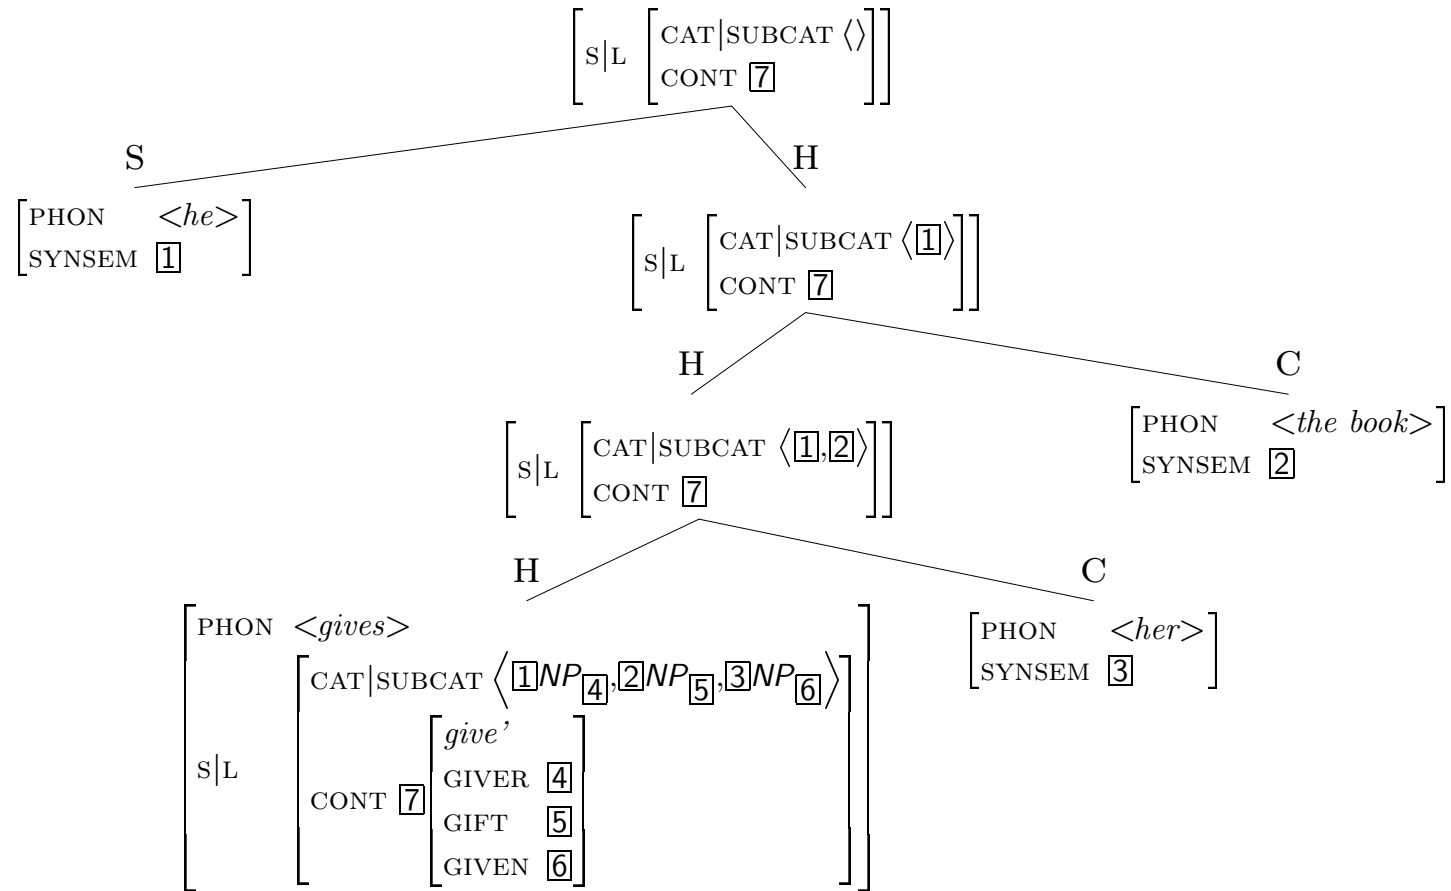 S|L [CAT|SUBCAT ⟨⟩
CONT 7]
S
H
PHON <he>
SYNSEM 1
S|L [CAT|SUBCAT ⟨1⟩
CONT 7]
H
C
PHON <the book>
SYNSEM 2
S|L [CAT|SUBCAT ⟨1,2⟩
CONT 7]
H
C
PHON <gives>
S|L [CAT|SUBCAT ⟨1NP4,2NP5,3NP6⟩
CONT 7
give’
GIVER 4
GIFT 5
GIVEN 6]
PHON <her>
SYNSEM 3